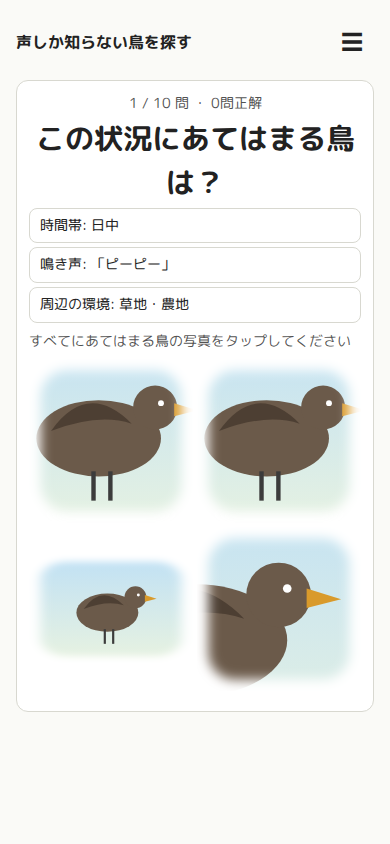 声しか知らない鳥を探す
1 / 10 問 · 0問正解
この状況にあてはまる鳥
は？
時間帯: 日中
鳴き声: 「ピーピー」
周辺の環境: 草地・農地
すべてにあてはまる鳥の写真をタップしてください